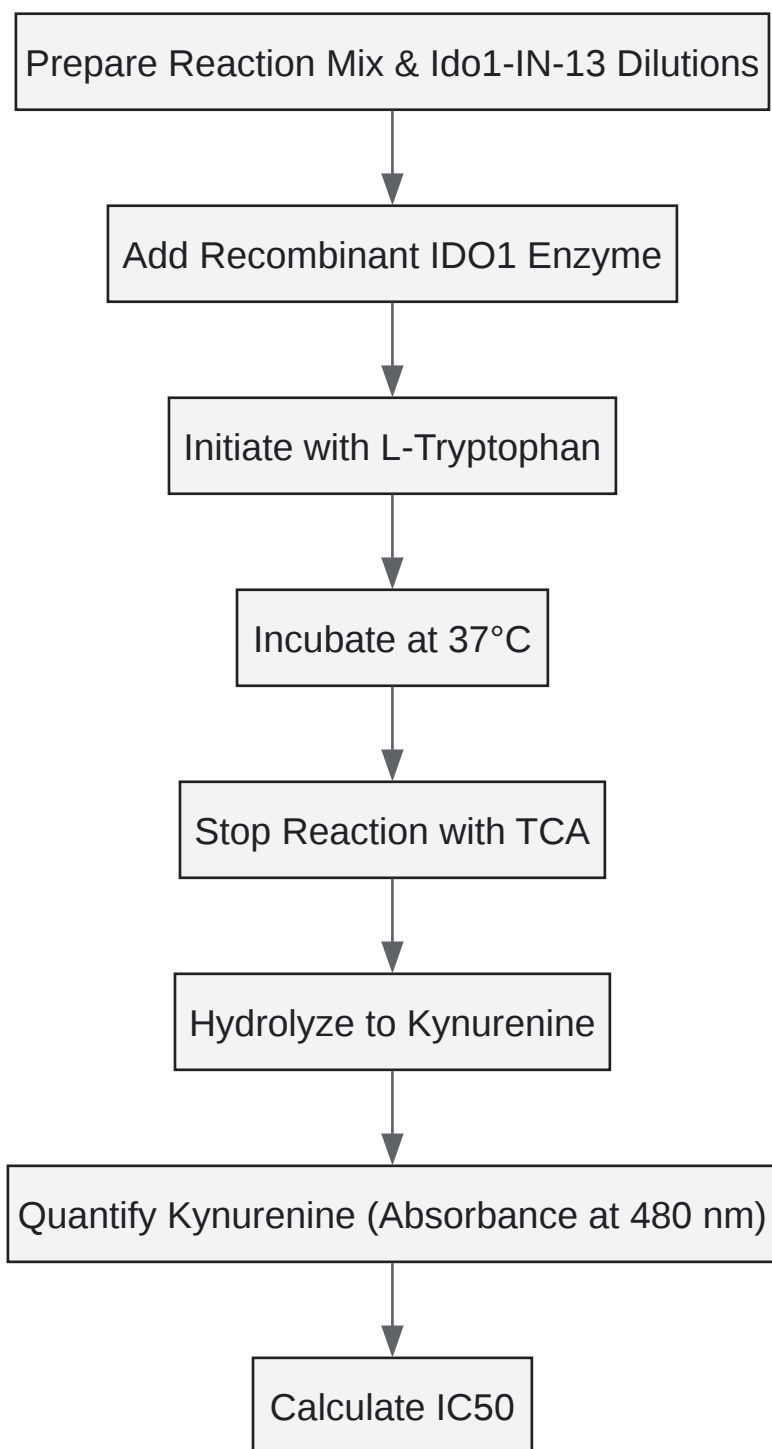 Prepare Reaction Mix & Ido1-IN-13 Dilutions
Add Recombinant IDO1 Enzyme
Initiate with L-Tryptophan
Incubate at 37°C
Stop Reaction with TCA
Hydrolyze to Kynurenine
Quantify Kynurenine (Absorbance at 480 nm)
Calculate IC50